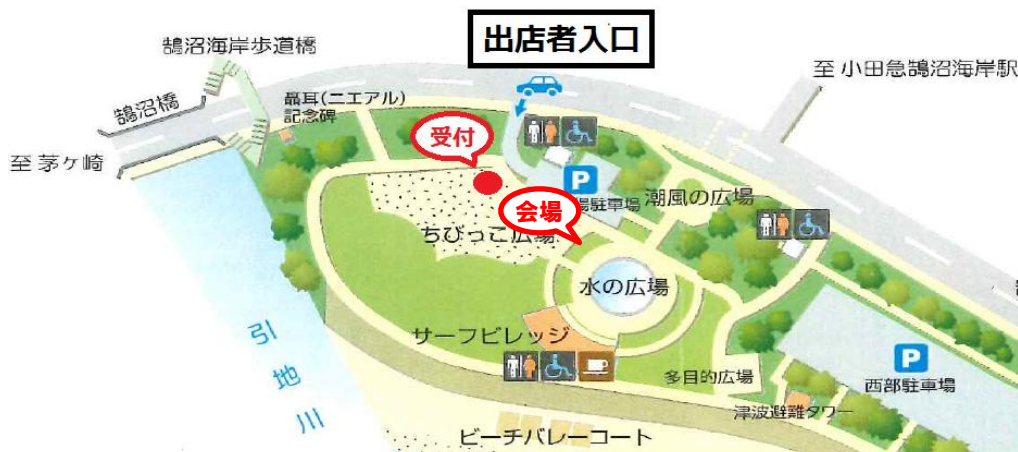 出店者入口
鵠沼海岸歩道橋
至 小田急鵠沼海岸駅
聶耳(ニエアル)
記念碑
鵠沼橋
受付
至 茅ヶ崎
P
会場
駐車場
潮風の広場
ちびっこ広場
水の広場
サーフビレッジ
引地川
P
西部駐車場
多目的広場
津波避難タワー
ビーチバレーコート